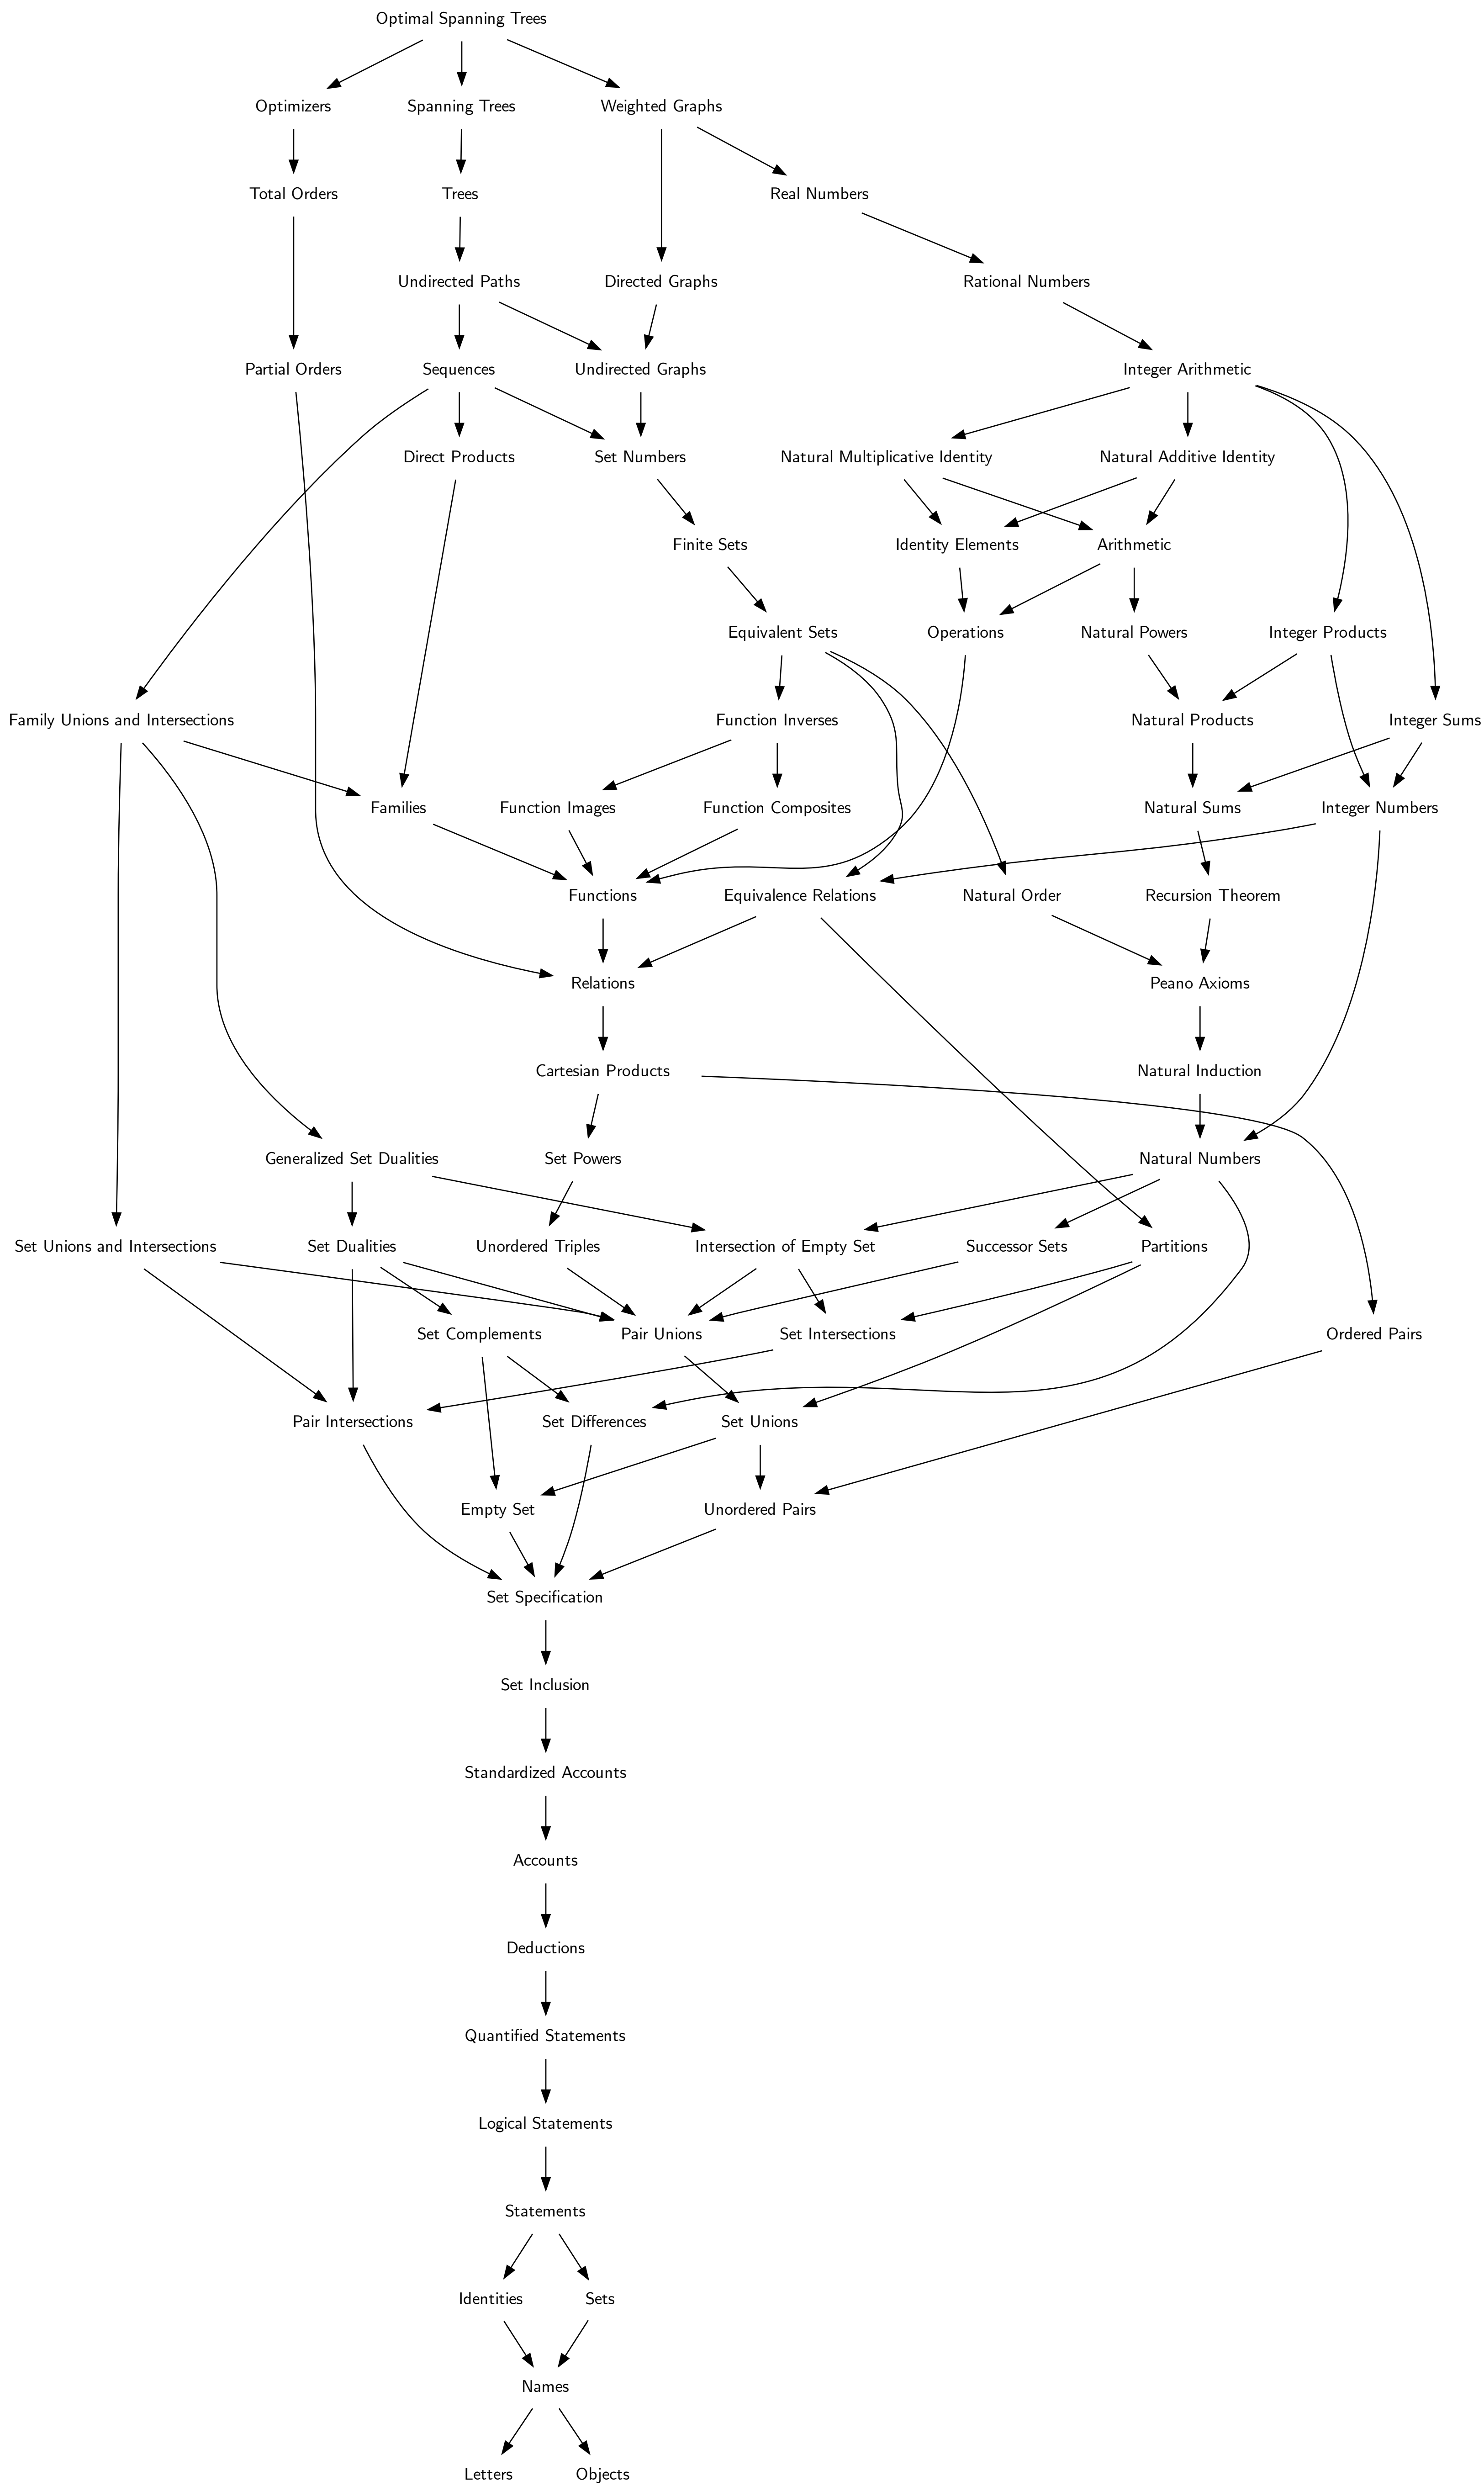 Optimal Spanning Trees
Optimizers
Spanning Trees
Weighted Graphs
Total Orders
Trees
Real Numbers
Undirected Paths
Directed Graphs
Rational Numbers
Partial Orders
Sequences
Undirected Graphs
Integer Arithmetic
Direct Products
Set Numbers
Natural Multiplicative Identity
Natural Additive Identity
Finite Sets
Identity Elements
Arithmetic
Equivalent Sets
Operations
Natural Powers
Integer Products
Family Unions and Intersections
Function Inverses
Natural Products
Integer Sums
Families
Function Images
Function Composites
Natural Sums
Integer Numbers
Functions
Equivalence Relations
Natural Order
Recursion Theorem
Relations
Peano Axioms
Cartesian Products
Natural Induction
Generalized Set Dualities
Set Powers
Natural Numbers
Set Unions and Intersections
Set Dualities
Unordered Triples
Intersection of Empty Set
Successor Sets
Partitions
Set Complements
Pair Unions
Set Intersections
Ordered Pairs
Pair Intersections
Set Differences
Set Unions
Empty Set
Unordered Pairs
Set Specification
Set Inclusion
Standardized Accounts
Accounts
Deductions
Quantified Statements
Logical Statements
Statements
Identities
Sets
Names
Letters
Objects